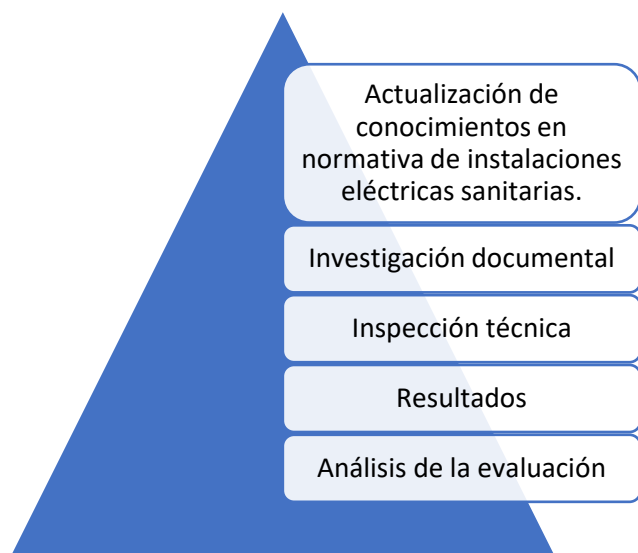 Actualización de
conocimientos en
normativa de instalaciones
eléctricas sanitarias.
Investigación documental
Inspección técnica
Resultados
Análisis de la evaluación